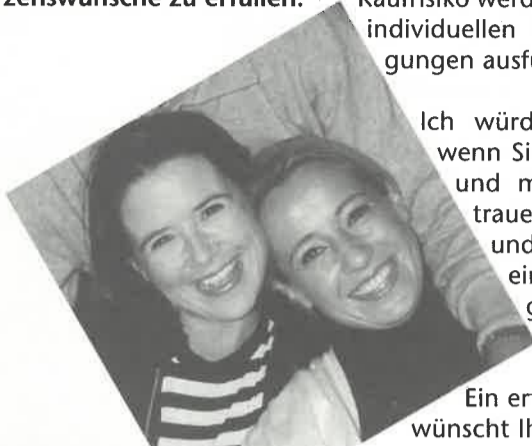 zenswünsche zu erfüllen.
Kaufrisiko werd
individuellen
gungen ausfu
Ich würd
wenn Si
und m
traue
und
ein
g
Ein er
wünscht Ih